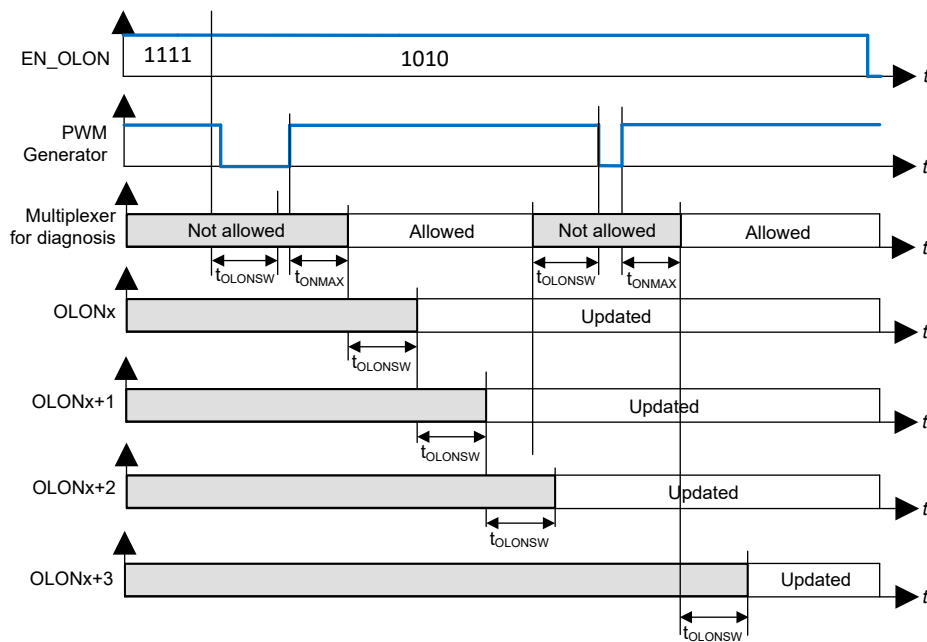 1111
1010
EN_OLON
t
PWM
Generator
t
Multiplexer
for diagnosis
Not allowed
Allowed
Not allowed
Allowed
t
tOLONSW
tONMAX
tOLONSW
tONMAX
OLONx
Updated
t
tOLONSW
OLONx+1
Updated
t
tOLONSW
OLONx+2
Updated
t
tOLONSW
OLONx+3
Updated
t
tOLONSW